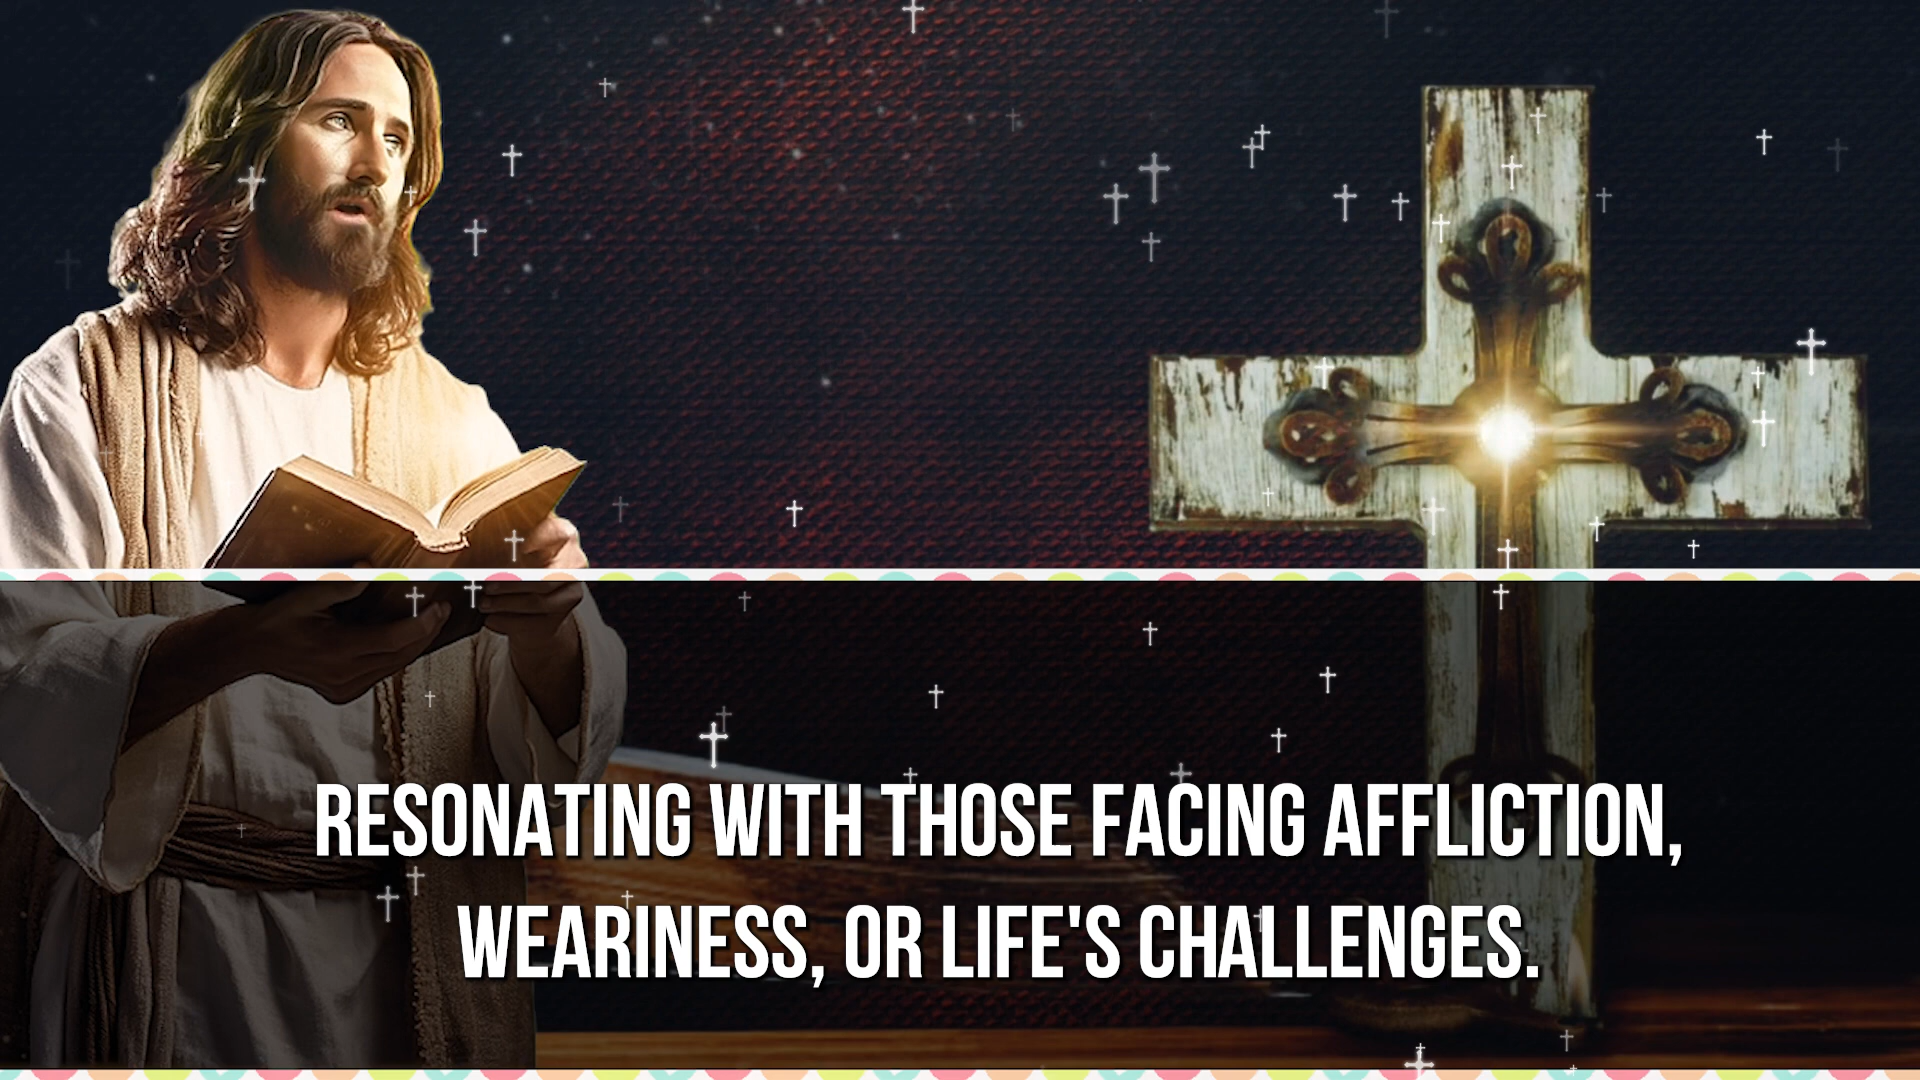 RESONATING WITH THOSE FACING AFFLICTION,
WEARINESS, OR LIFE'S CHALLENGES.